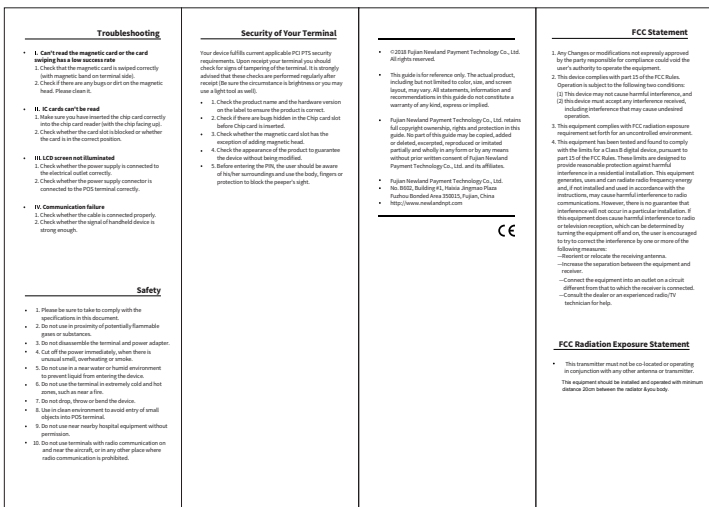 Troubleshooting
• I. Can't read the magnetic card or the card
swiping has a low success rate
1. Check that the magnetic card is swiped correctly
(with magnetic band on terminal side).
2. Check if there are any bugs or dirt on the magnetic
head. Please clean it.
• II. IC cards can't be read
1. Make sure you have inserted the chip card correctly
into the chip card reader (with the chip facing up).
2. Check whether the card slot is blocked or whether
the card is in the correct position.
• III. LCD screen not illuminated
1. Check whether the power supply is connected to
the electrical outlet correctly.
2. Check whether the power supply connector is
connected to the POS terminal correctly.
• IV. Communication failure
1. Check whether the cable is connected properly.
2. Check whether the signal of handheld device is
strong enough.
Safety
• 1. Please be sure to take to comply with the
specifications in this document.
• 2. Do not use in proximity of potentially flammable
gases or substances.
• 3. Do not disassemble the terminal and power adapter.
• 4. Cut off the power immediately, when there is
unusual smell, overheating or smoke.
• 5. Do not use in a near water or humid environment
to prevent liquid from entering the device.
• 6. Do not use the terminal in extremely cold and hot
zones, such as near a fire.
• 7. Do not drop, throw or bend the device.
• 8. Use in clean environment to avoid entry of small
objects into POS terminal.
• 9. Do not use near nearby hospital equipment without
permission.
• 10. Do not use terminals with radio communication on
and near the aircraft, or in any other place where
radio communication is prohibited.
Security of Your Terminal
Your device fulfills current applicable PCI PTS security
requirements. Upon receipt your terminal you should
check for signs of tampering of the terminal. It is strongly
advised that these checks are performed regularly after
receipt (Be sure the circumstance is brightness or you may
use a light tool as well).
• 1. Check the product name and the hardware version
on the label to ensure the product is correct.
• 2. Check if there are bugs hidden in the Chip card slot
before Chip card is inserted.
• 3. Check whether the magnetic card slot has the
exception of adding magnetic head.
• 4. Check the appearance of the product to guarantee
the device without being modified.
• 5. Before entering the PIN, the user should be aware
of his/her surroundings and use the body, fingers or
protection to block the peeper's sight.
• ©2018 Fujian Newland Payment Technology Co., Ltd.
All rights reserved.
• This guide is for reference only. The actual product,
including but not limited to color, size, and screen
layout, may vary. All statements, information and
recommendations in this guide do not constitute a
warranty of any kind, express or implied.
• Fujian Newland Payment Technology Co., Ltd. retains
full copyright ownership, rights and protection in this
guide. No part of this guide may be copied, added
or deleted, excerpted, reproduced or imitated
partially and wholly in any form or by any means
without prior written consent of Fujian Newland
Payment Technology Co., Ltd. and its affiliates.
• Fujian Newland Payment Technology Co., Ltd.
• No. B602, Building #1, Haixia Jingmao Plaza
Fuzhou Bonded Area 350015, Fujian, China
• http://www.newlandnpt.com
CE
FCC Statement
1. Any Changes or modifications not expressly approved
by the party responsible for compliance could void the
user's authority to operate the equipment.
2. This device complies with part 15 of the FCC Rules.
Operation is subject to the following two conditions:
(1) This device may not cause harmful interference, and
(2) this device must accept any interference received,
including interference that may cause undesired
operation.
3. This equipment complies with FCC radiation exposure
requirement set forth for an uncontrolled environment.
4. This equipment has been tested and found to comply
with the limits for a Class B digital device, pursuant to
part 15 of the FCC Rules. These limits are designed to
provide reasonable protection against harmful
interference in a residential installation. This equipment
generates, uses and can radiate radio frequency energy
and, if not installed and used in accordance with the
instructions, may cause harmful interference to radio
communications. However, there is no guarantee that
interference will not occur in a particular installation. If
this equipment does cause harmful interference to radio
or television reception, which can be determined by
turning the equipment off and on, the user is encouraged
to try to correct the interference by one or more of the
following measures:
—Reorient or relocate the receiving antenna.
—Increase the separation between the equipment and
receiver.
—Connect the equipment into an outlet on a circuit
different from that to which the receiver is connected.
—Consult the dealer or an experienced radio/TV
technician for help.
FCC Radiation Exposure Statement
• This transmitter must not be co-located or operating
in conjunction with any other antenna or transmitter.
This equipment should be installed and operated with minimum
distance 20cm between the radiator &you body.